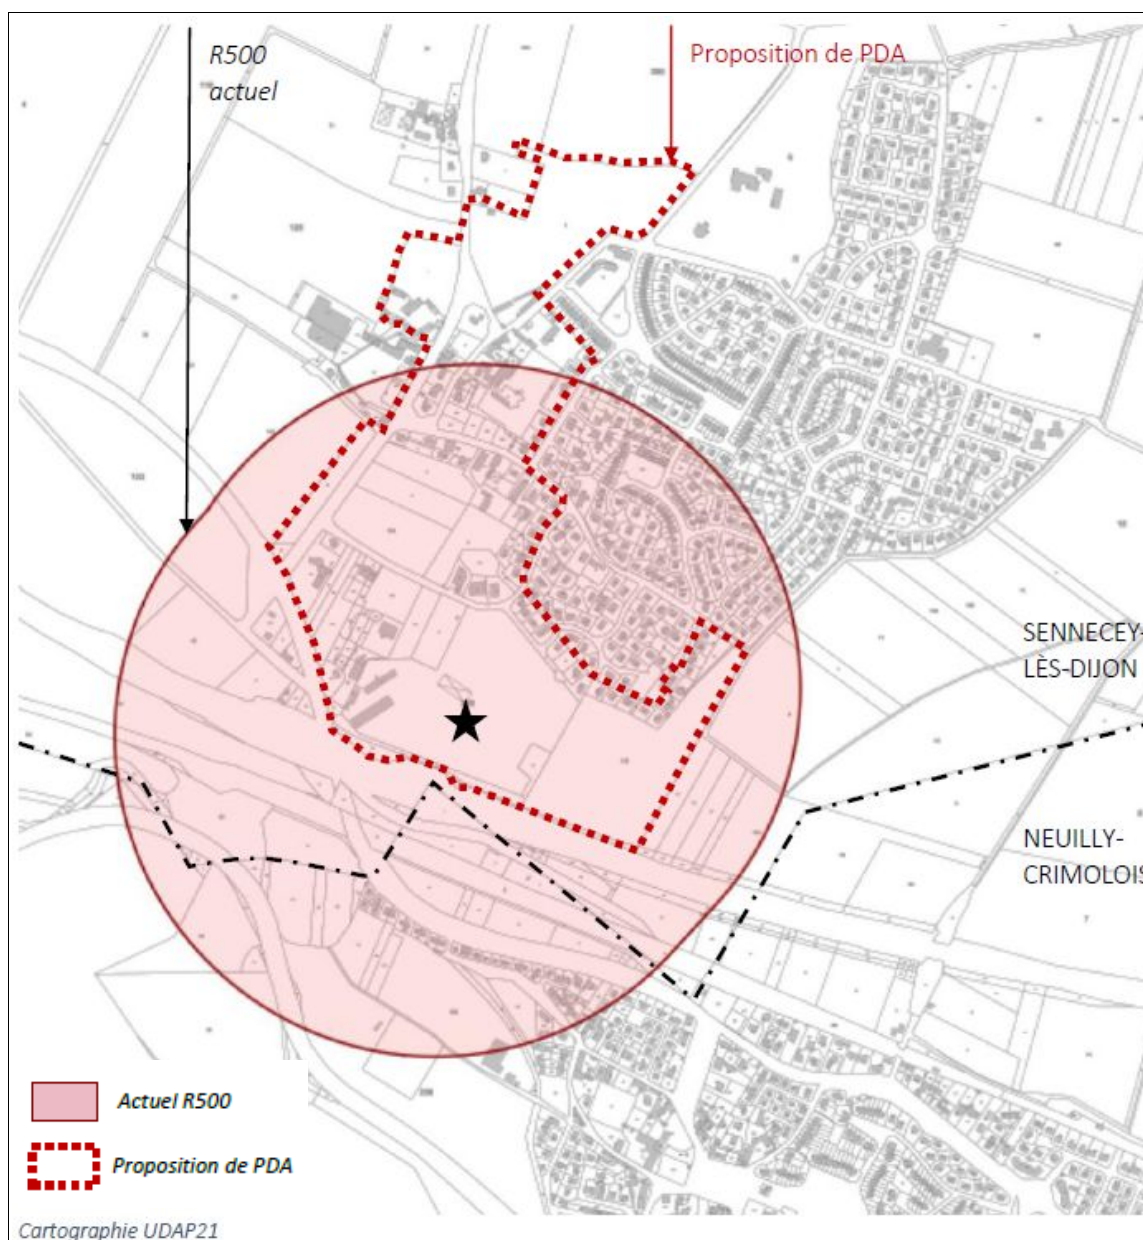 R500
actuel
Proposition de PDA
SENNECEY-
LÈS-DIJON
NEUILLY-
CRIMOLOIS
Actuel R500
Proposition de PDA
Cartographie UDAP21